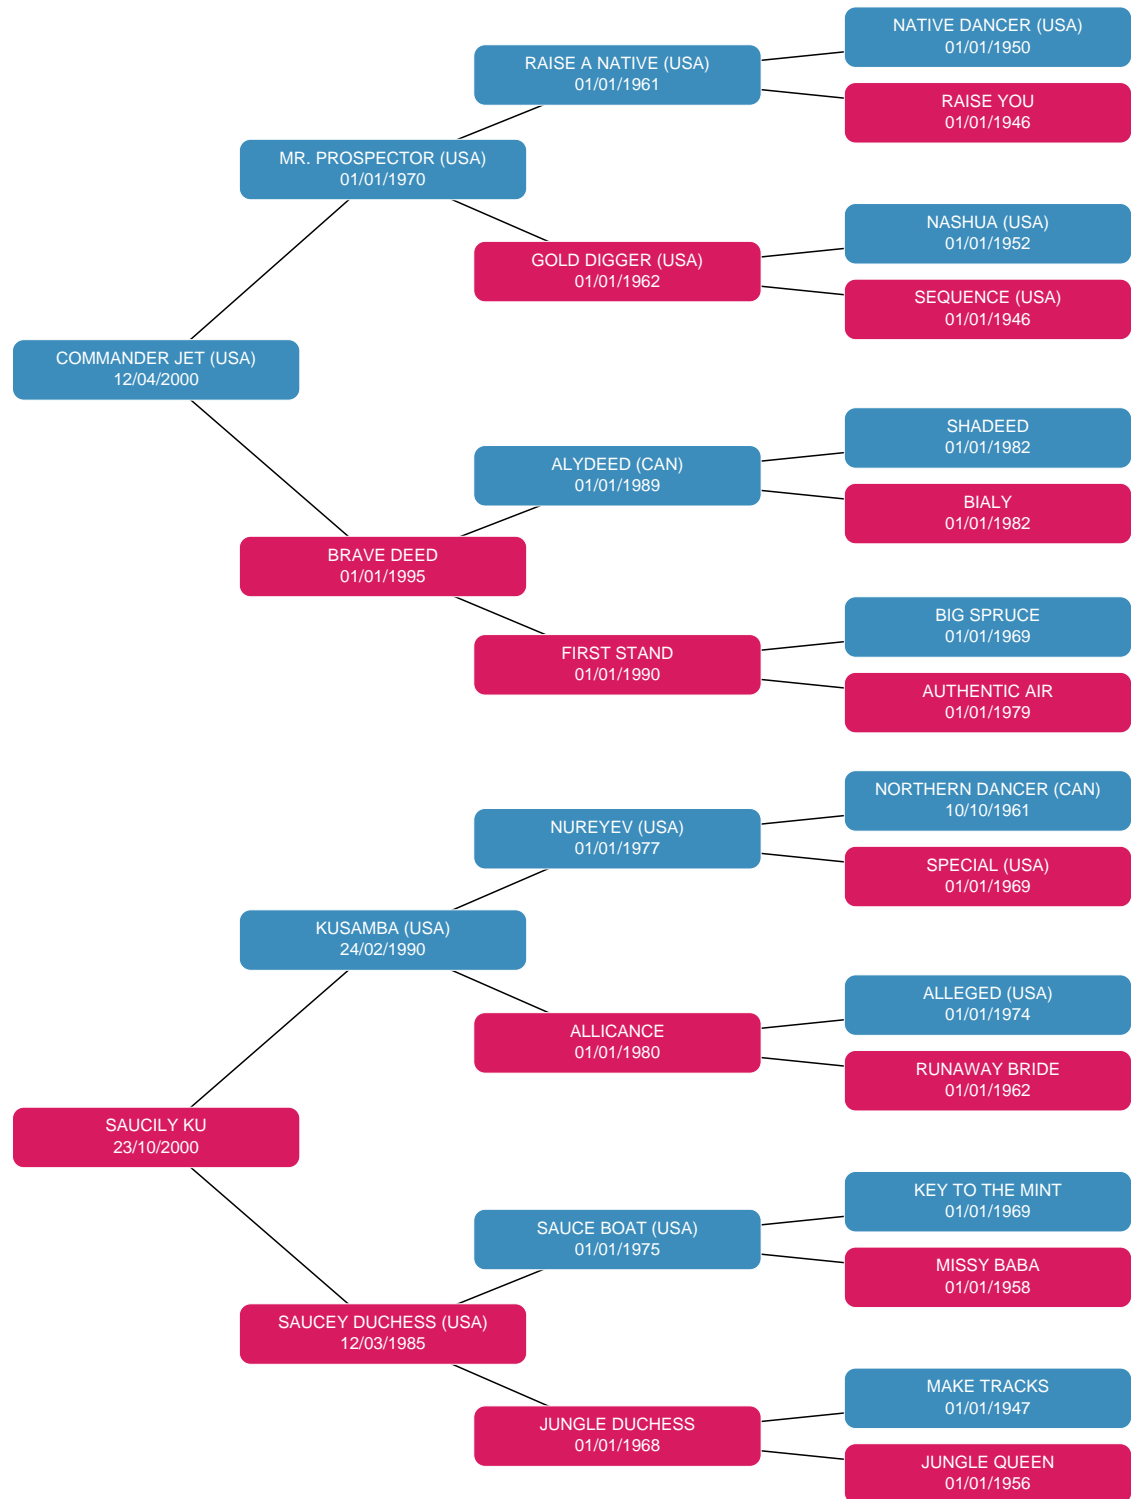 NATIVE DANCER (USA)
01/01/1950
RAISE A NATIVE (USA)
01/01/1961
RAISE YOU
01/01/1946
MR. PROSPECTOR (USA)
01/01/1970
NASHUA (USA)
01/01/1952
GOLD DIGGER (USA)
01/01/1962
SEQUENCE (USA)
01/01/1946
COMMANDER JET (USA)
12/04/2000
SHADEED
01/01/1982
ALYDEED (CAN)
01/01/1989
BIALY
01/01/1982
BRAVE DEED
01/01/1995
BIG SPRUCE
01/01/1969
FIRST STAND
01/01/1990
AUTHENTIC AIR
01/01/1979
NORTHERN DANCER (CAN)
10/10/1961
NUREYEV (USA)
01/01/1977
SPECIAL (USA)
01/01/1969
KUSAMBA (USA)
24/02/1990
ALLEGED (USA)
01/01/1974
ALLICANCE
01/01/1980
RUNAWAY BRIDE
01/01/1962
SAUCILY KU
23/10/2000
KEY TO THE MINT
01/01/1969
SAUCE BOAT (USA)
01/01/1975
MISSY BABA
01/01/1958
SAUCEY DUCHESS (USA)
12/03/1985
MAKE TRACKS
01/01/1947
JUNGLE DUCHESS
01/01/1968
JUNGLE QUEEN
01/01/1956